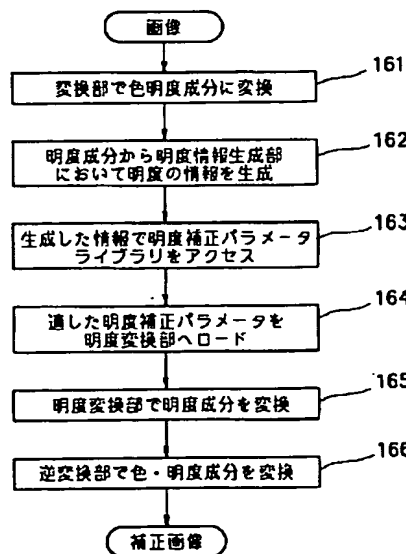 画像
変換部で色明度成分に変換
161
明度成分から明度情報生成部
において明度の情報を生成
162
生成した情報で明度補正パラメータ
ライブラリをアクセス
163
適した明度補正パラメータを
明度変換部へロード
164
明度変換部で明度成分を変換
165
逆変換部で色・明度成分を変換
166
補正画像